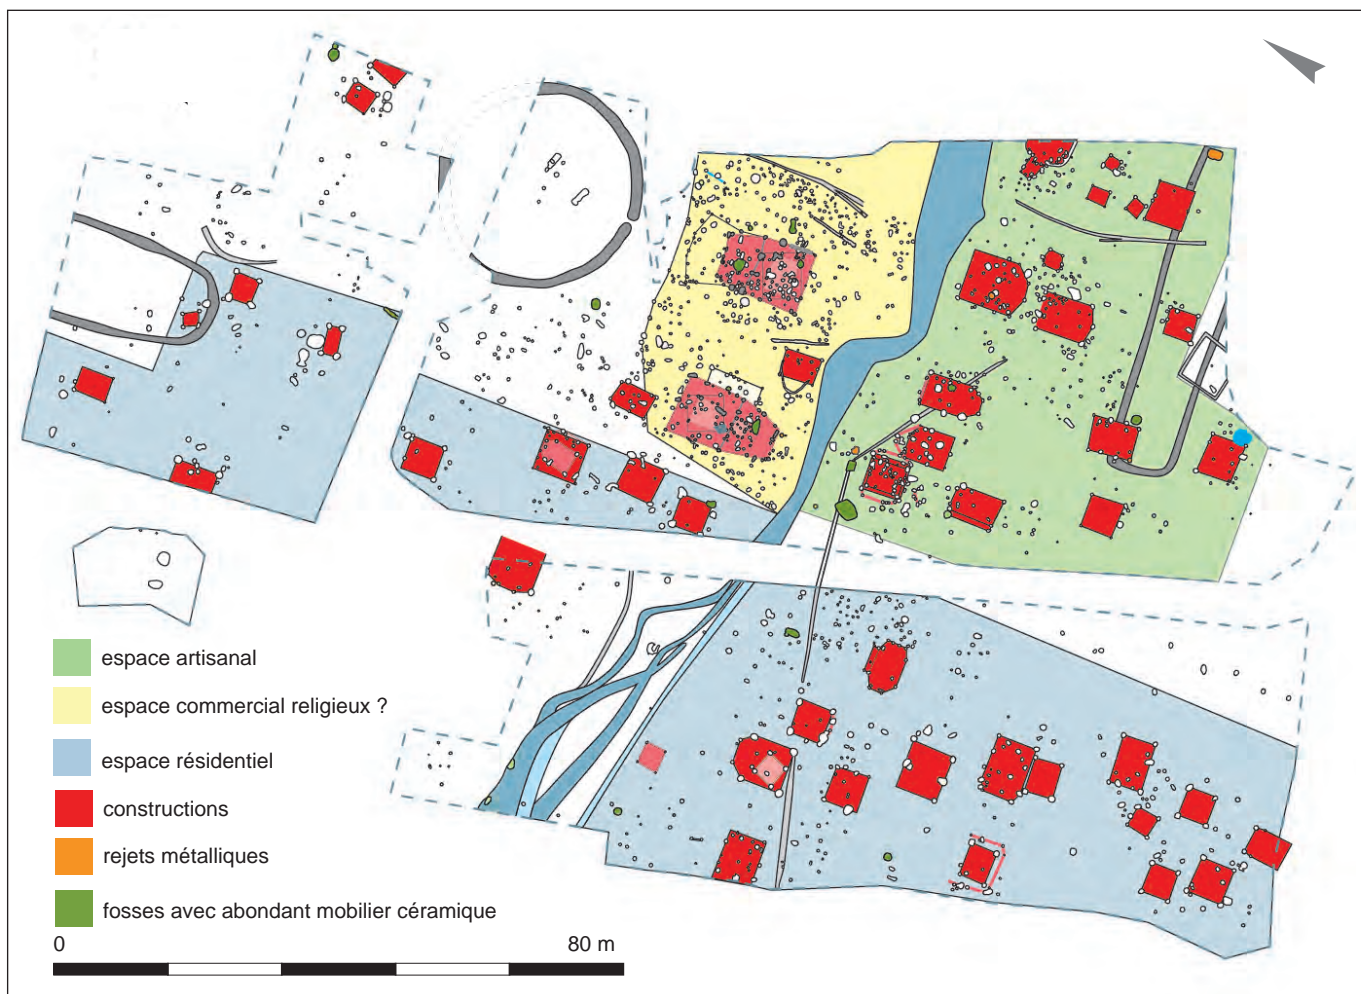 espace artisanal
espace commercial religieux ?
espace résidentiel
constructions
rejets métalliques
fosses avec abondant mobilier céramique
0 80 m